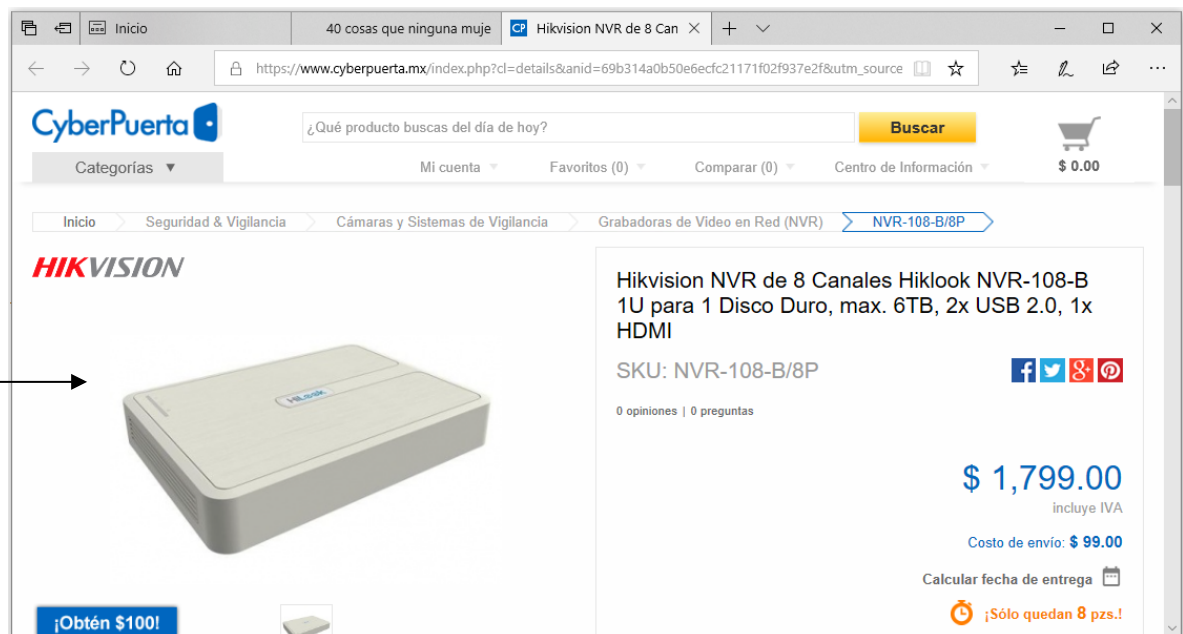 Inicio
40 cosas que ninguna muje
CP Hikvision NVR de 8 Can
https://www.cyberpuerta.mx/index.php?cl=details&anid=69b314a0b50e6ecfc21171f02f937e2f&utm_source
CyberPuerta
¿Qué producto buscas del día de hoy?
Buscar
Categorías
Mi cuenta
Favoritos (0)
Comparar (0)
Centro de Información
$ 0.00
Inicio
Seguridad & Vigilancia
Cámaras y Sistemas de Vigilancia
Grabadoras de Video en Red (NVR)
NVR-108-B/8P
HIKVISION
HiLook
Hikvision NVR de 8 Canales Hiklook NVR-108-B
1U para 1 Disco Duro, max. 6TB, 2x USB 2.0, 1x
HDMI
SKU: NVR-108-B/8P
0 opiniones | 0 preguntas
$ 1,799.00
incluye IVA
Costo de envío: $ 99.00
Calcular fecha de entrega
¡Sólo quedan 8 pzs.!
¡Obtén $100!